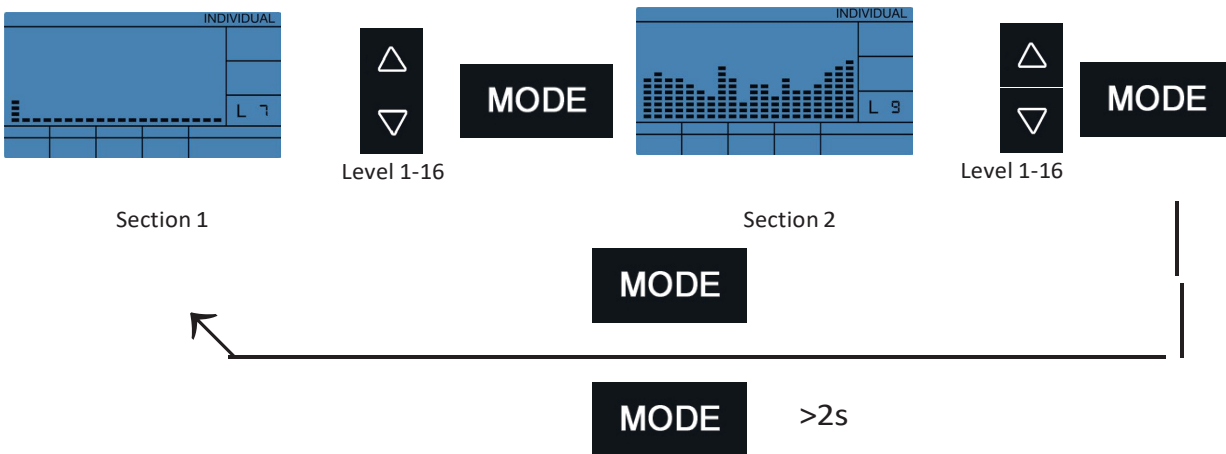 INDIVIDUAL
L 7
Level 1-16
MODE
Section 1
INDIVIDUAL
L 9
Level 1-16
MODE
Section 2
MODE
MODE >2s